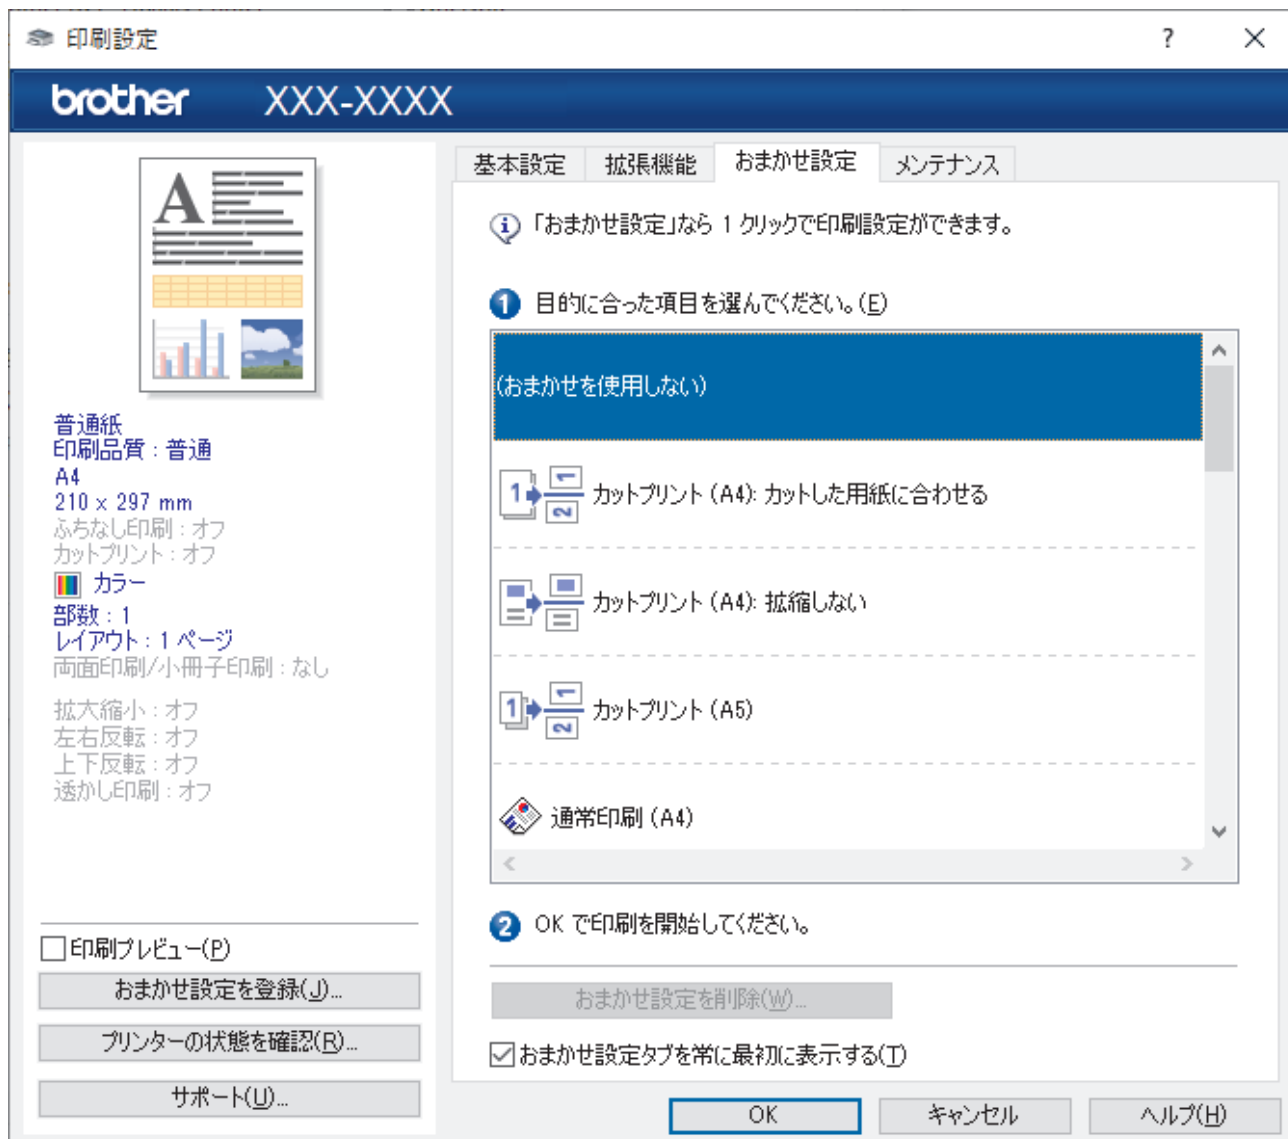 印刷設定
brother XXX-XXXX
A
普通紙
印刷品質 : 普通
A4
210 x 297 mm
ふちなし印刷 : オフ
カットプリント : オフ
カラー
部数 : 1
レイアウト : 1 ページ
両面印刷/小冊子印刷 : なし
拡大縮小 : オフ
左右反転 : オフ
上下反転 : オフ
透かし印刷 : オフ
印刷プレビュー(P)
おまかせ設定を登録(J)...
プリンターの状態を確認(R)...
サポート(U)...
基本設定 拡張機能 おまかせ設定 メンテナンス
「おまかせ設定」なら 1 クリックで印刷設定ができます。
1 目的に合った項目を選んでください。(E)
(おまかせを使用しない)
1 1 2 カットプリント (A4): カットした用紙に合わせる
カットプリント (A4): 拡縮しない
1 1 2 カットプリント (A5)
通常印刷 (A4)
2 OK で印刷を開始してください。
おまかせ設定を削除(W)...
おまかせ設定タブを常に最初に表示する(T)
OK キャンセル ヘルプ(H)